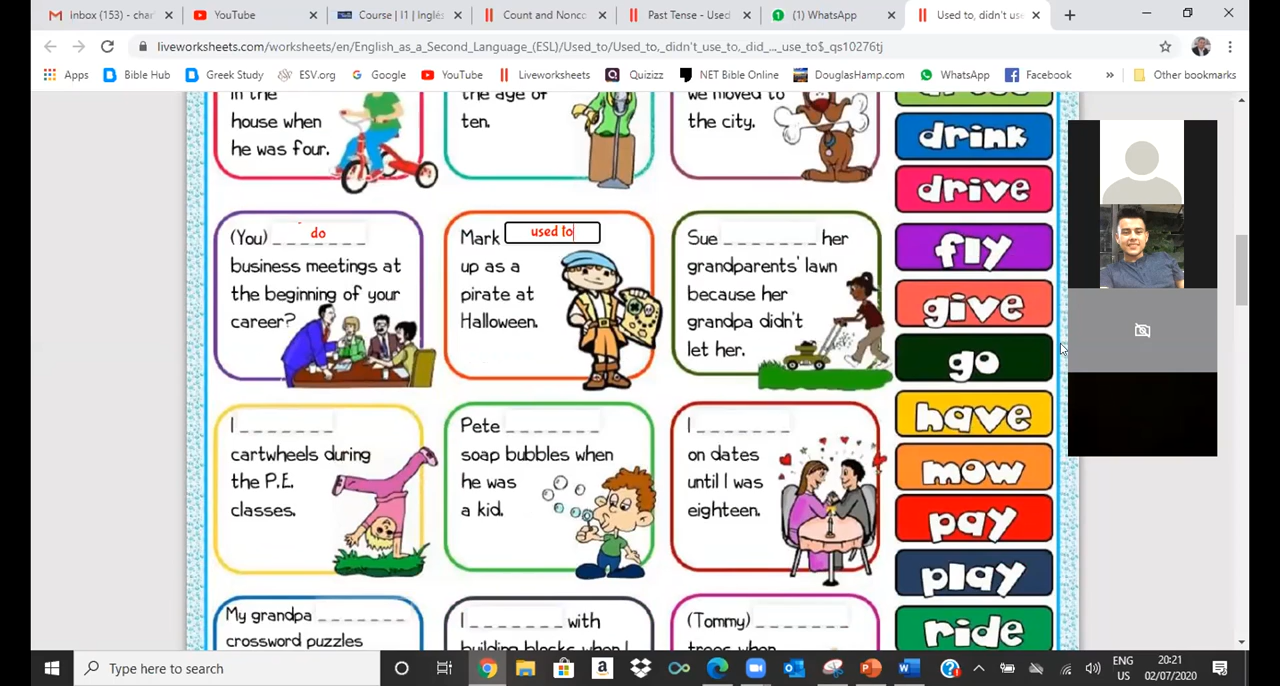 inbox (153) - char
YouTube
Course | I1 | Inglés
Count and Nonco
Past Tense - Used
(1) WhatsApp
Used to, didn't use
liveworksheets.com/worksheets/en/English_as_a_Second_Language_(ESL)/Used_to/Used_to,_didn't_use_to,_did_..._use_to$_qs10276tj
Apps
Bible Hub
Greek Study
ESV.org
Google
YouTube
Liveworksheets
Quizizz
NET Bible Online
DouglasHamp.com
WhatsApp
Facebook
»
Other bookmarks
in the
house when
he was four.
the age of
ten.
we moved to
the city.
drink
drive
(You) do
business meetings at
the beginning of your
career?
Mark used to
up as a
pirate at
Halloween.
Sue _ _ _ _ _ _ _ _ her
grandparents' lawn
because her
grandpa didn't
let her.
fly
give
go
I _ _ _ _ _ _ _ _
cartwheels during
the P.E.
classes.
Pete _ _ _ _ _ _ _ _
soap bubbles when
he was
a kid.
I _ _ _ _ _ _ _ _
on dates
until I was
eighteen.
have
mow
pay
play
My grandpa _ _ _ _ _ _ _ _
crossword puzzles
I _ _ _ _ _ _ _ _ with
building blocks when I
(Tommy) _ _ _ _ _ _ _ _
trees when
ride
Type here to search
ENG
US
20:21
02/07/2020